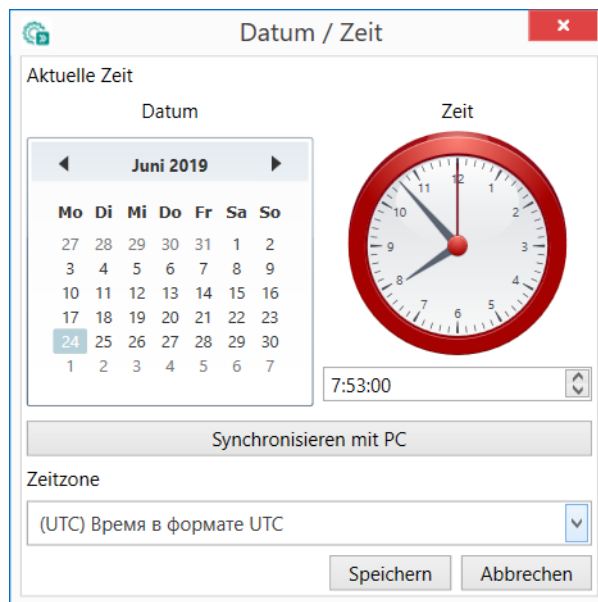 Datum / Zeit
Aktuelle Zeit
Datum
Zeit
Juni 2019
Mo Di Mi Do Fr Sa So
27 28 29 30 31 1 2
3 4 5 6 7 8 9
10 11 12 13 14 15 16
17 18 19 20 21 22 23
24 25 26 27 28 29 30
1 2 3 4 5 6 7
12
1
2
3
4
5
6
7
8
9
10
11
7:53:00
Synchronisieren mit PC
Zeitzone
(UTC) Время в формате UTC
Speichern Abbrechen